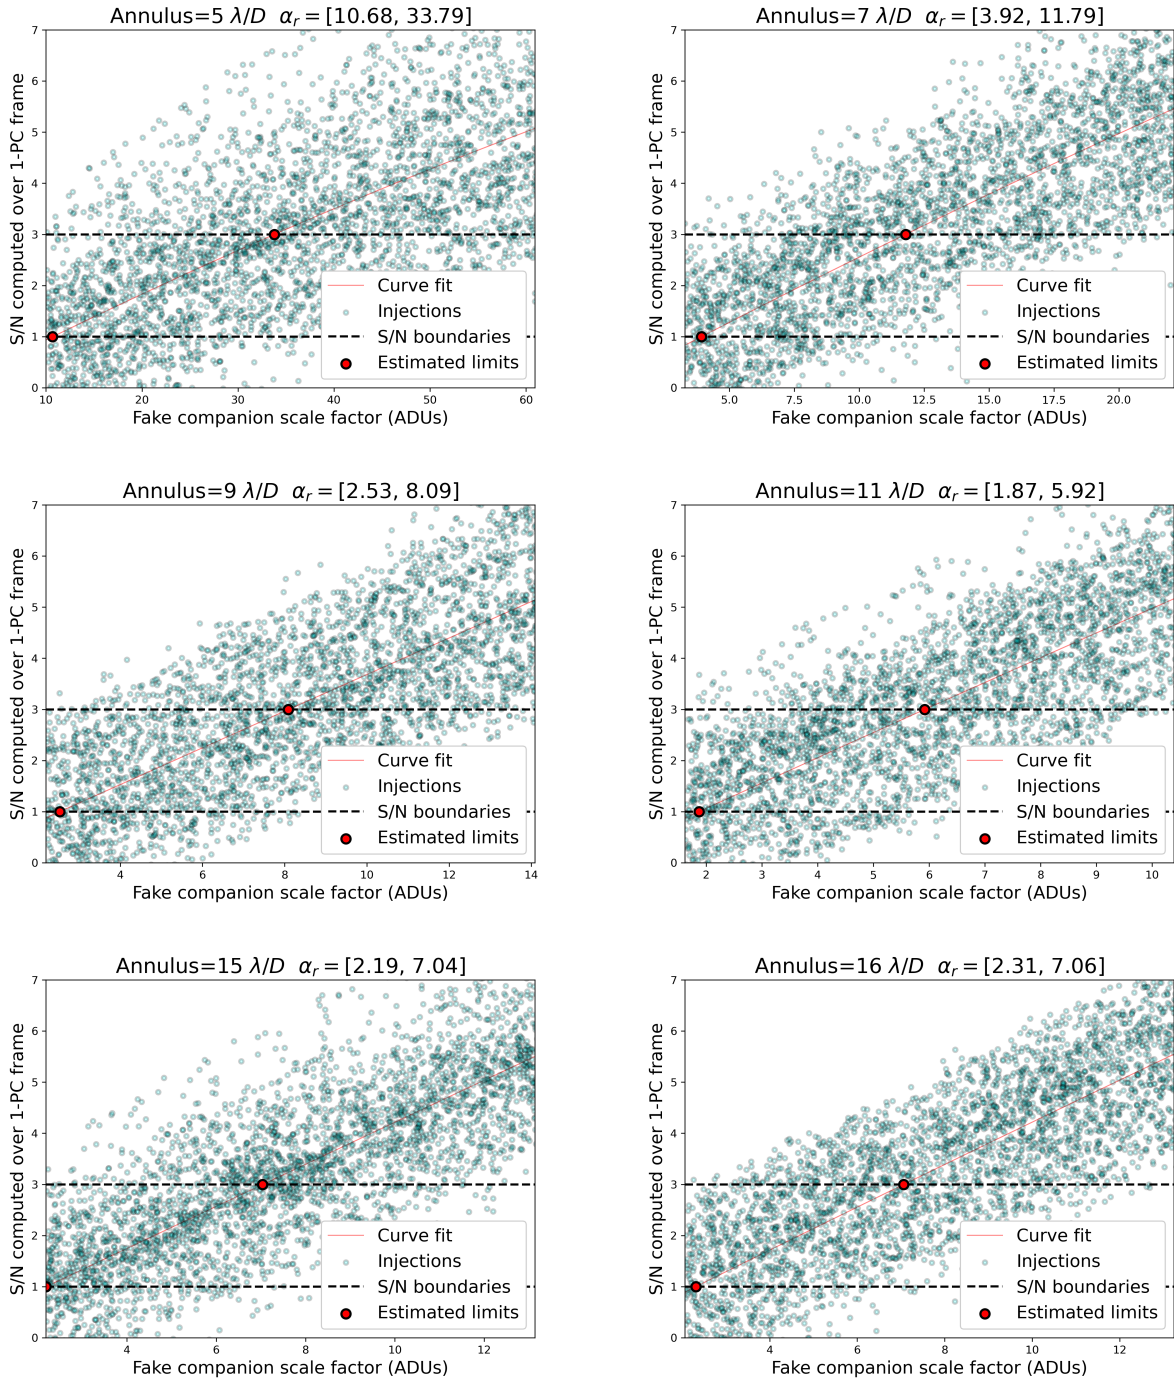 Annulus=5 λ/D αᵣ = [10.68, 33.79]
S/N computed over 1-PC frame
7
6
5
4
3
2
1
0
Curve fit
Injections
S/N boundaries
Estimated limits
10 20 30 40 50 60
Fake companion scale factor (ADUs)
Annulus=7 λ/D αᵣ = [3.92, 11.79]
S/N computed over 1-PC frame
7
6
5
4
3
2
1
0
Curve fit
Injections
S/N boundaries
Estimated limits
5.0 7.5 10.0 12.5 15.0 17.5 20.0
Fake companion scale factor (ADUs)
Annulus=9 λ/D αᵣ = [2.53, 8.09]
S/N computed over 1-PC frame
7
6
5
4
3
2
1
0
Curve fit
Injections
S/N boundaries
Estimated limits
4 6 8 10 12 14
Fake companion scale factor (ADUs)
Annulus=11 λ/D αᵣ = [1.87, 5.92]
S/N computed over 1-PC frame
7
6
5
4
3
2
1
0
Curve fit
Injections
S/N boundaries
Estimated limits
2 3 4 5 6 7 8 9 10
Fake companion scale factor (ADUs)
Annulus=15 λ/D αᵣ = [2.19, 7.04]
S/N computed over 1-PC frame
7
6
5
4
3
2
1
0
Curve fit
Injections
S/N boundaries
Estimated limits
4 6 8 10 12
Fake companion scale factor (ADUs)
Annulus=16 λ/D αᵣ = [2.31, 7.06]
S/N computed over 1-PC frame
7
6
5
4
3
2
1
0
Curve fit
Injections
S/N boundaries
Estimated limits
4 6 8 10 12
Fake companion scale factor (ADUs)